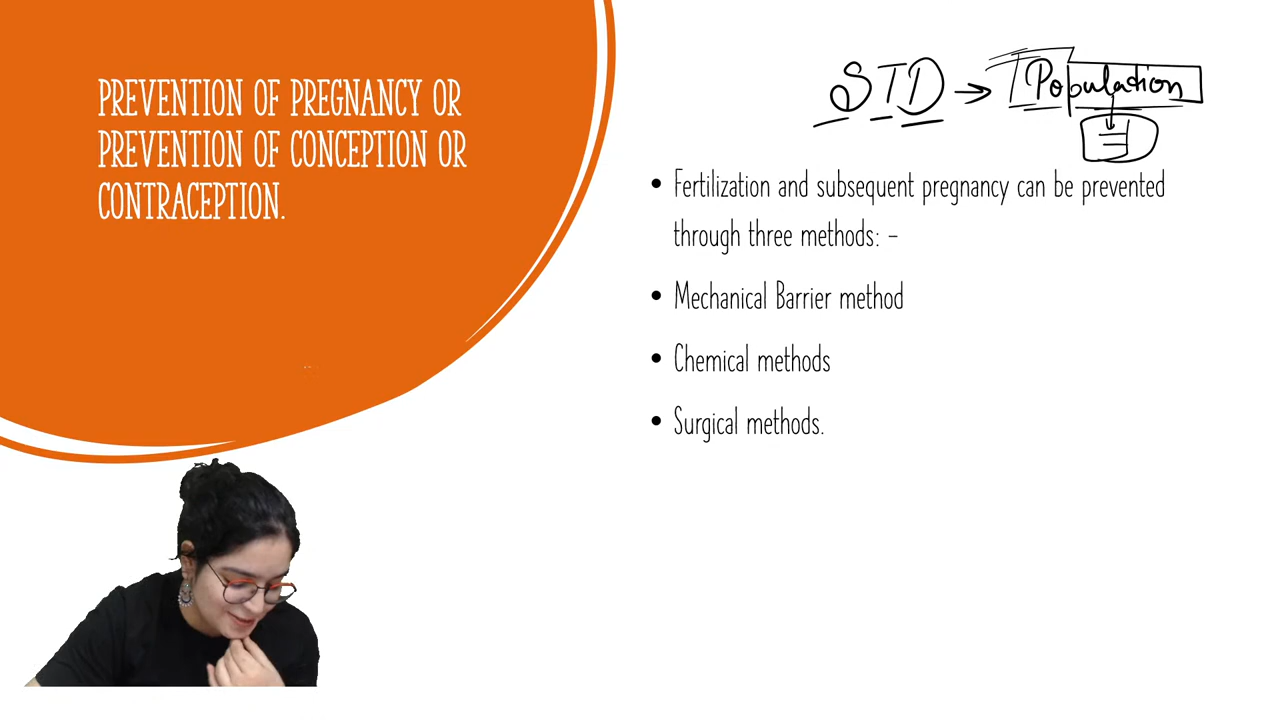 PREVENTION OF PREGNANCY OR
PREVENTION OF CONCEPTION OR
CONTRACEPTION.
STD → Population
• Fertilization and subsequent pregnancy can be prevented
through three methods: –
• Mechanical Barrier method
• Chemical methods
• Surgical methods.